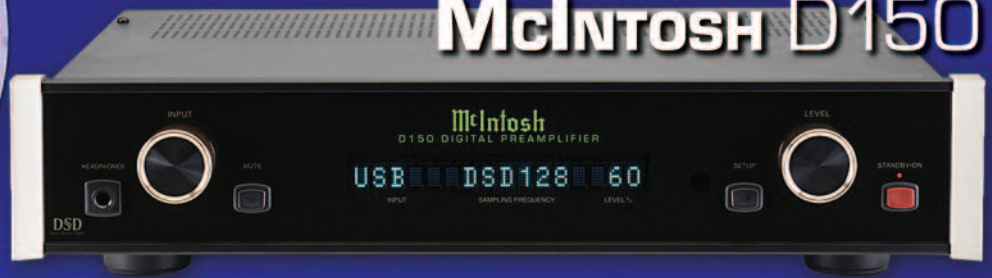 McIntosh D150
INPUT
LEVEL
McIntosh
D150 DIGITAL PREAMPLIFIER
HEADPHONES
MUTE
SETUP
STANDBY/ON
USB DSD128 60
INPUT SAMPLING FREQUENCY LEVEL %
DSD